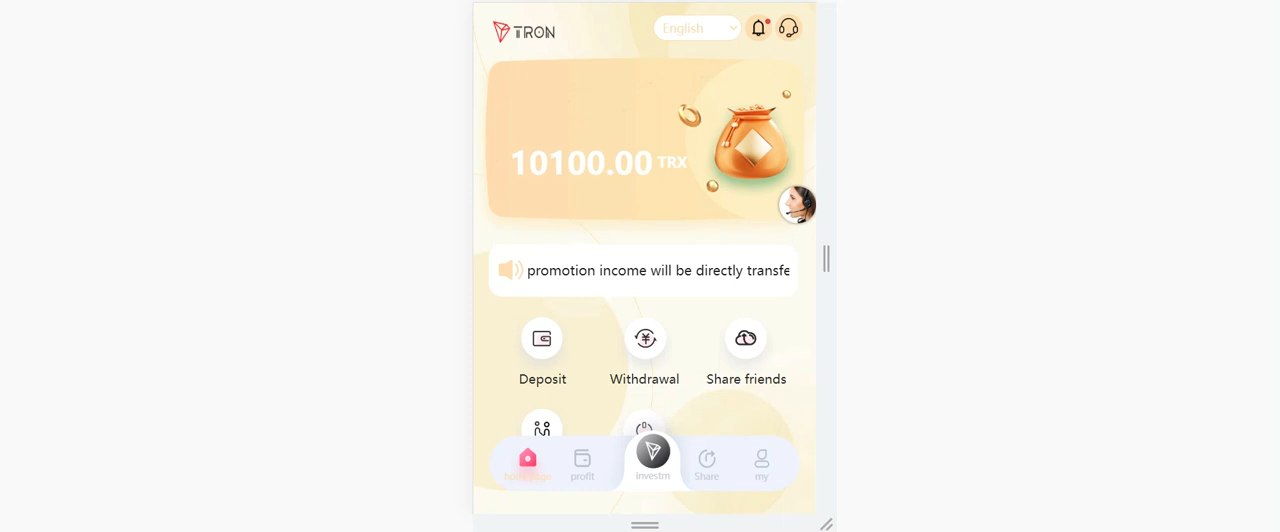 TRON
English
10100.00 TRX
promotion income will be directly transfe
Deposit
Withdrawal
Share friends
homepage
profit
investm
Share
my